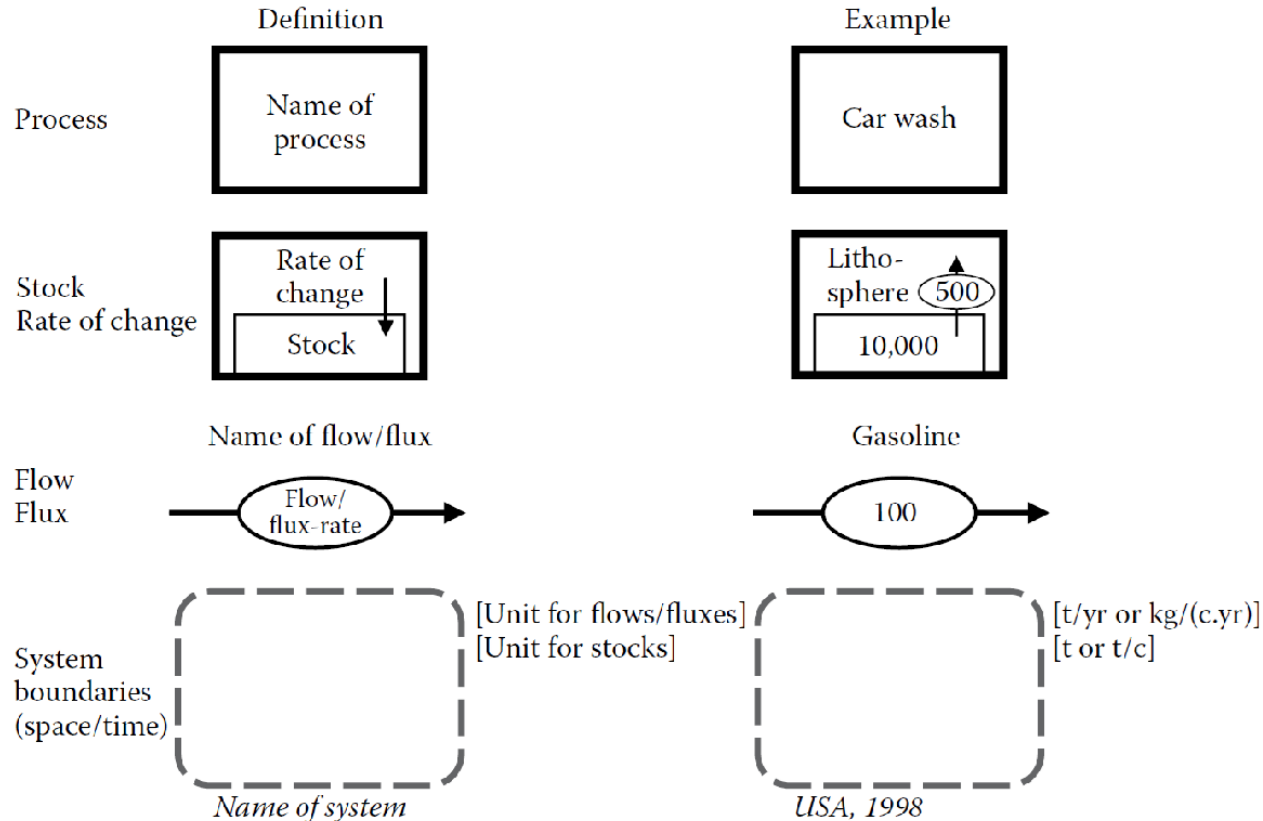 Definition
Example
Process
Name of
process
Car wash
Stock
Rate of change
Rate of
change
Stock
Litho-
sphere
500
10,000
Name of flow/flux
Gasoline
Flow
Flux
Flow/
flux-rate
100
System
boundaries
(space/time)
[Unit for flows/fluxes]
[Unit for stocks]
[t/yr or kg/(c.yr)]
[t or t/c]
Name of system
USA, 1998